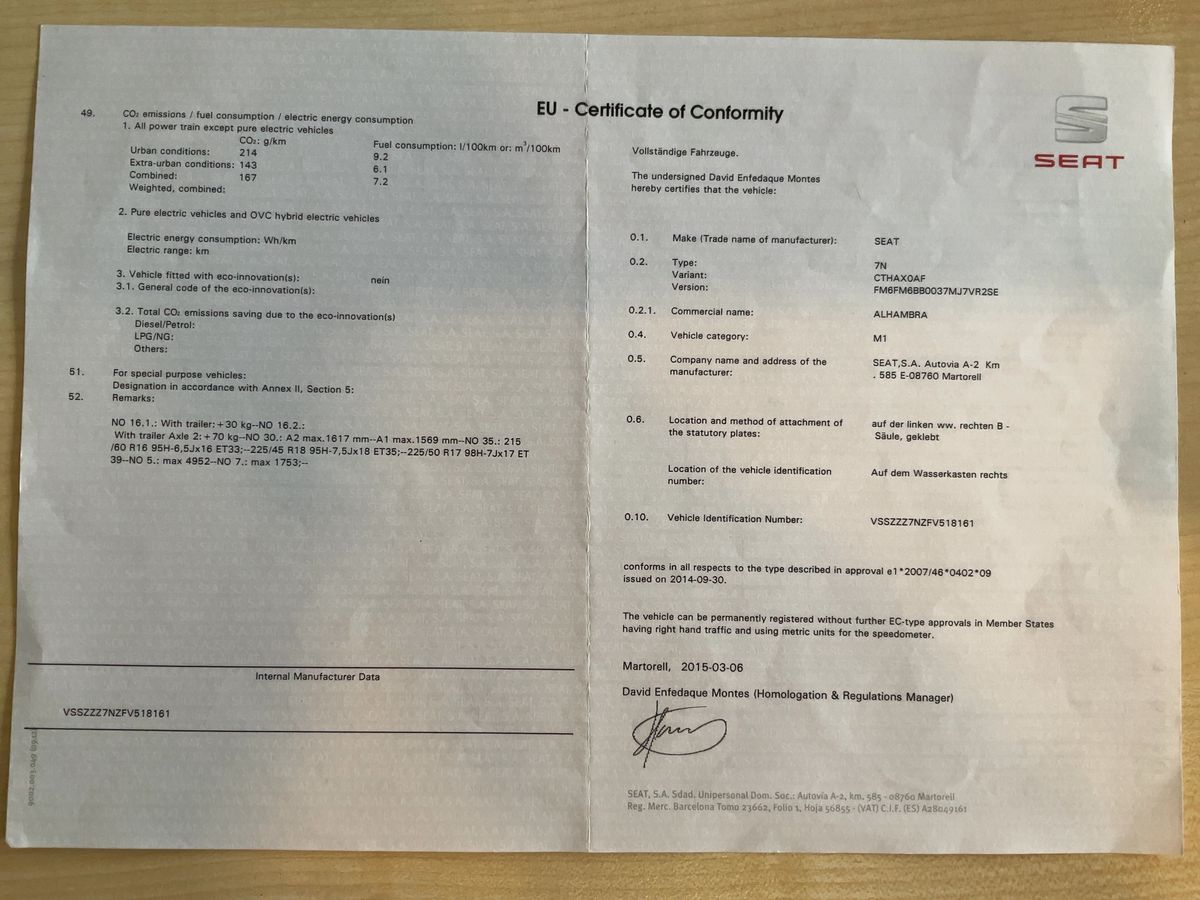 49. CO₂ emissions / fuel consumption / electric energy consumption
1. All power train except pure electric vehicles
CO₂: g/km Fuel consumption: l/100km or: m³/100km
Urban conditions: 214 9.2
Extra-urban conditions: 143 6.1
Combined: 167 7.2
Weighted, combined:
2. Pure electric vehicles and OVC hybrid electric vehicles
Electric energy consumption: Wh/km
Electric range: km
3. Vehicle fitted with eco-innovation(s): nein
3.1. General code of the eco-innovation(s):
3.2. Total CO₂ emissions saving due to the eco-innovation(s)
Diesel/Petrol:
LPG/NG:
Others:
51. For special purpose vehicles:
Designation in accordance with Annex II, Section 5:
52. Remarks:
NO 16.1.: With trailer: +30 kg--NO 16.2.:
With trailer Axle 2: +70 kg--NO 30.: A2 max.1617 mm--A1 max.1569 mm--NO 35.: 215
/60 R16 95H-6,5Jx16 ET33;--225/45 R18 95H-7,5Jx18 ET35;--225/50 R17 98H-7Jx17 ET
39--NO 5.: max 4952--NO 7.: max 1753;--
Internal Manufacturer Data
VSSZZZ7NZFV518161
EU - Certificate of Conformity
SEAT
Vollständige Fahrzeuge.
The undersigned David Enfedaque Montes
hereby certifies that the vehicle:
0.1. Make (Trade name of manufacturer): SEAT
0.2. Type: 7N
Variant: CTHAX0AF
Version: FM6FM6BB0037MJ7VR2SE
0.2.1. Commercial name: ALHAMBRA
0.4. Vehicle category: M1
0.5. Company name and address of the SEAT,S.A. Autovia A-2 Km
manufacturer: . 585 E-08760 Martorell
0.6. Location and method of attachment of auf der linken ww. rechten B -
the statutory plates: Säule, geklebt
Location of the vehicle identification Auf dem Wasserkasten rechts
number:
0.10. Vehicle Identification Number: VSSZZZ7NZFV518161
conforms in all respects to the type described in approval e1*2007/46*0402*09
issued on 2014-09-30.
The vehicle can be permanently registered without further EC-type approvals in Member States
having right hand traffic and using metric units for the speedometer.
Martorell, 2015-03-06
David Enfedaque Montes (Homologation & Regulations Manager)
SEAT, S.A. Sdad. Unipersonal Dom. Soc.: Autovía A-2, km. 585 - 08760 Martorell
Reg. Merc. Barcelona Tomo 23662, Folio 1, Hoja 56855 - (VAT) C.I.F. (ES) A28049161